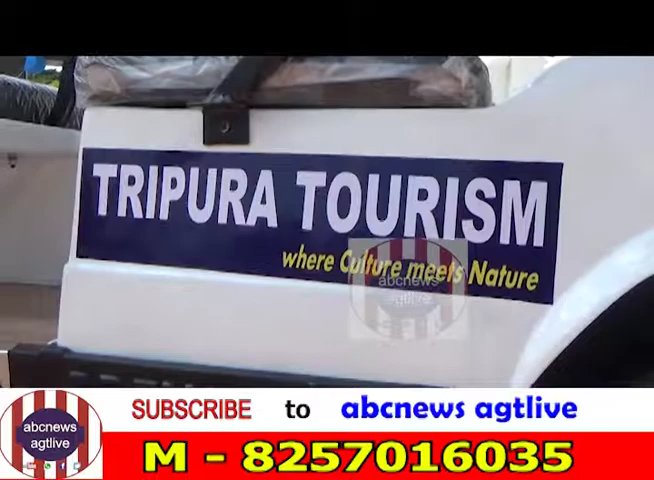 TRIPURA TOURISM
where Culture meets Nature
abcnews
agtlive
abcnews
agtlive
SUBSCRIBE to abcnews agtlive
M - 8257016035